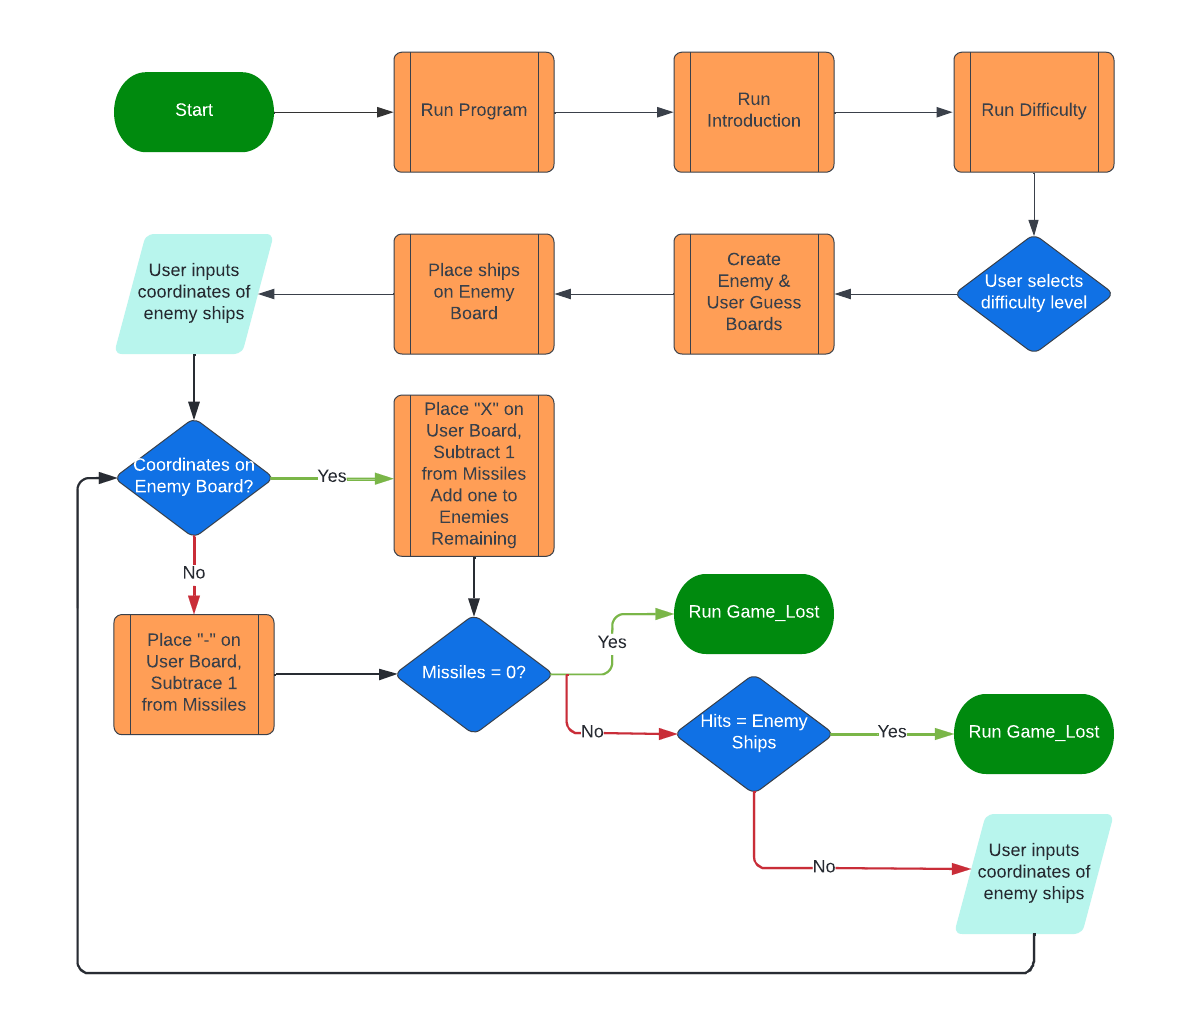 Start
Run Program
Run
Introduction
Run Difficulty
User inputs
coordinates of
enemy ships
Place ships
on Enemy
Board
Create
Enemy &
User Guess
Boards
User selects
difficulty level
Coordinates on
Enemy Board?
Yes
Place "X" on
User Board,
Subtract 1
from Missiles
Add one to
Enemies
Remaining
No
Place "-" on
User Board,
Subtrace 1
from Missiles
Missiles = 0?
Yes
Run Game_Lost
No
Hits = Enemy
Ships
Yes
Run Game_Lost
No
User inputs
coordinates of
enemy ships